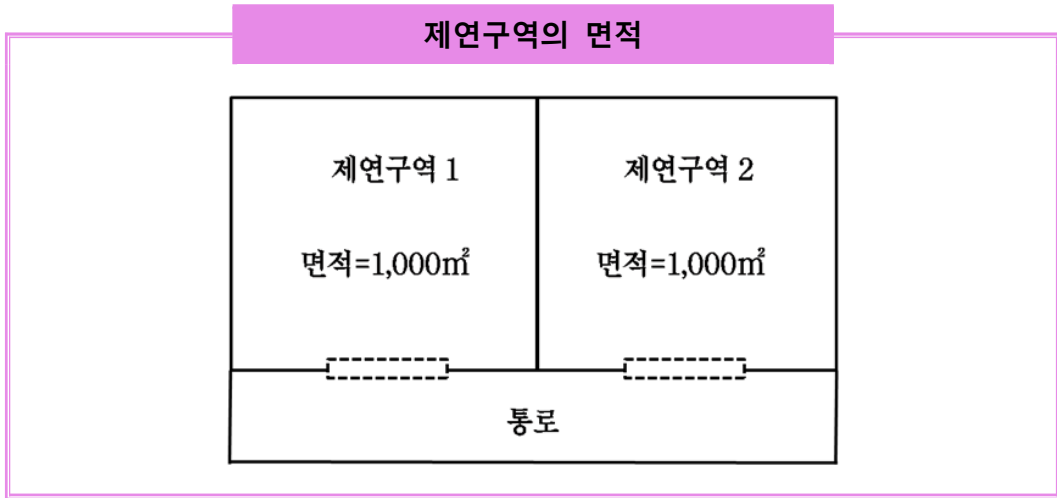 제연구역의 면적
제연구역 1
제연구역 2
면적=1,000㎡
면적=1,000㎡
통로